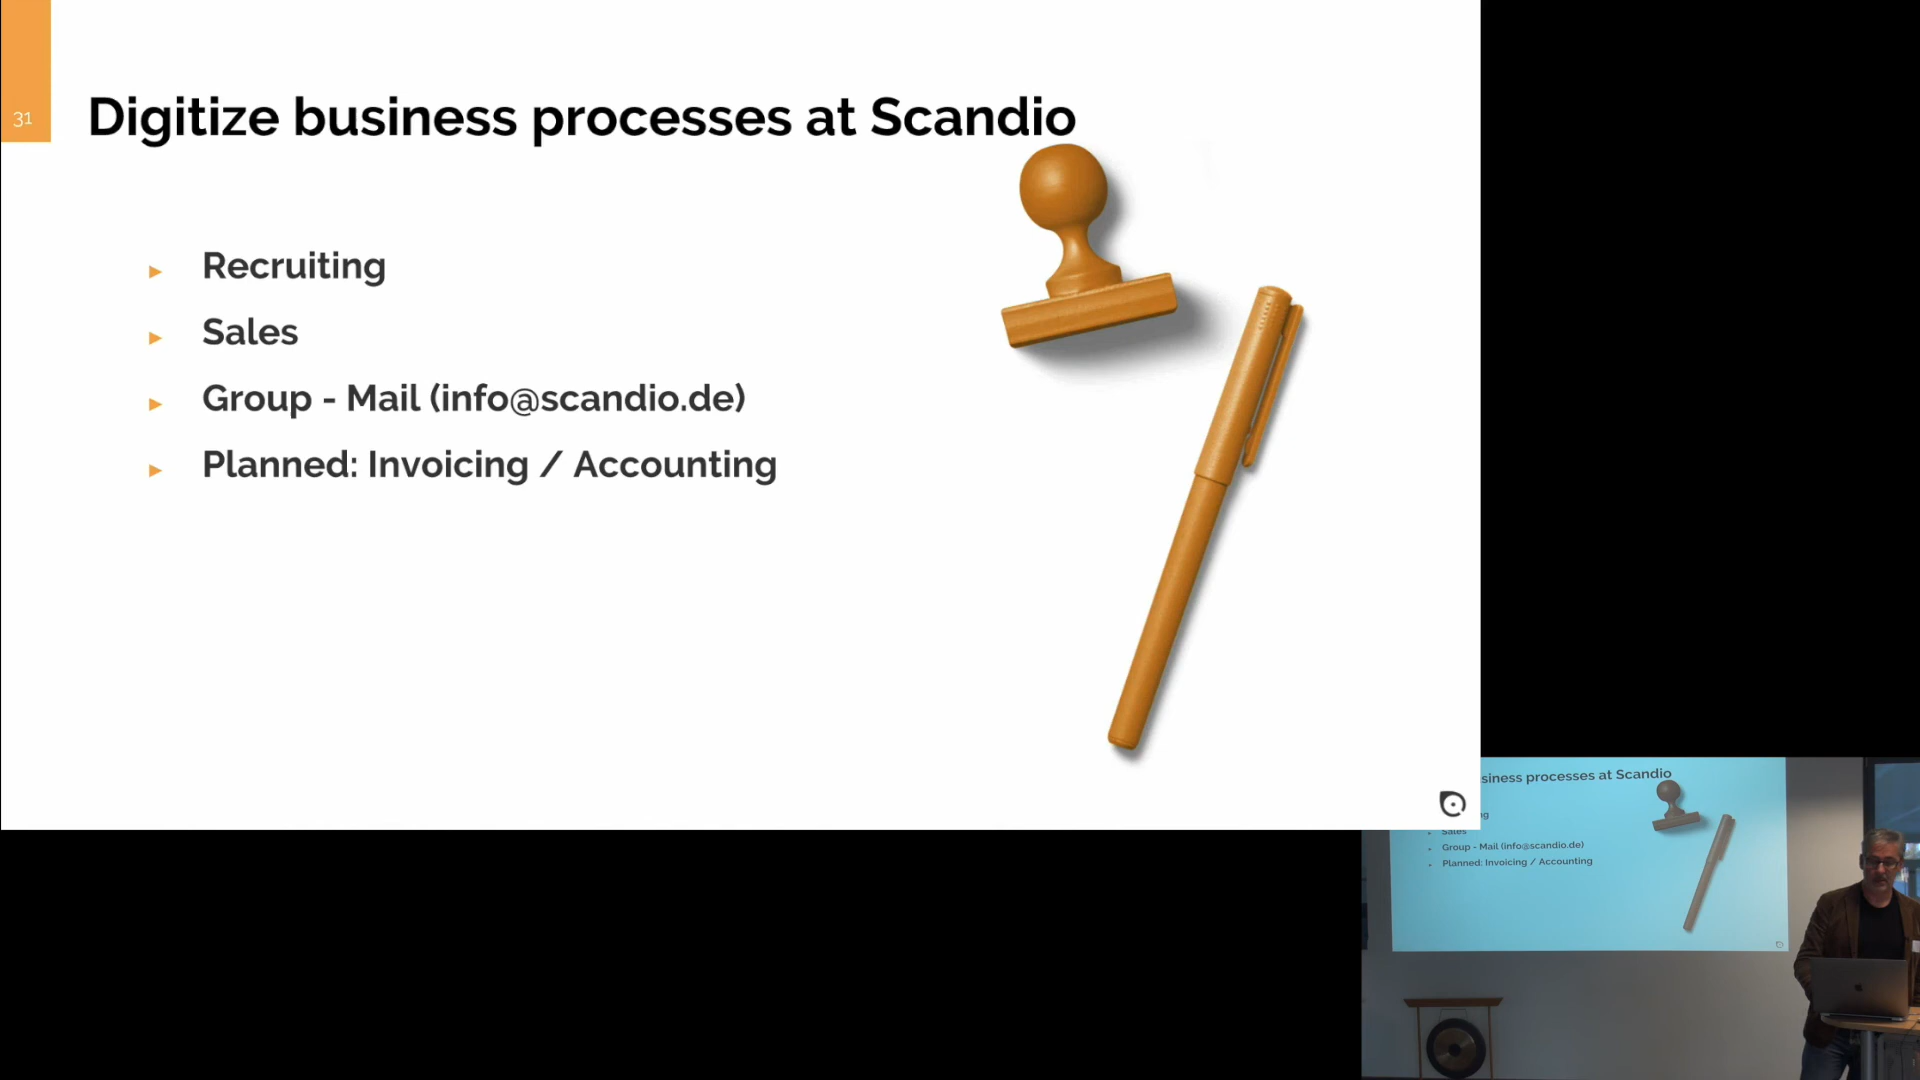 31
Digitize business processes at Scandio
Recruiting
Sales
Group - Mail (info@scandio.de)
Planned: Invoicing / Accounting
siness processes at Scandio
ng
Sales
Group - Mail (info@scandio.de)
Planned: Invoicing / Accounting